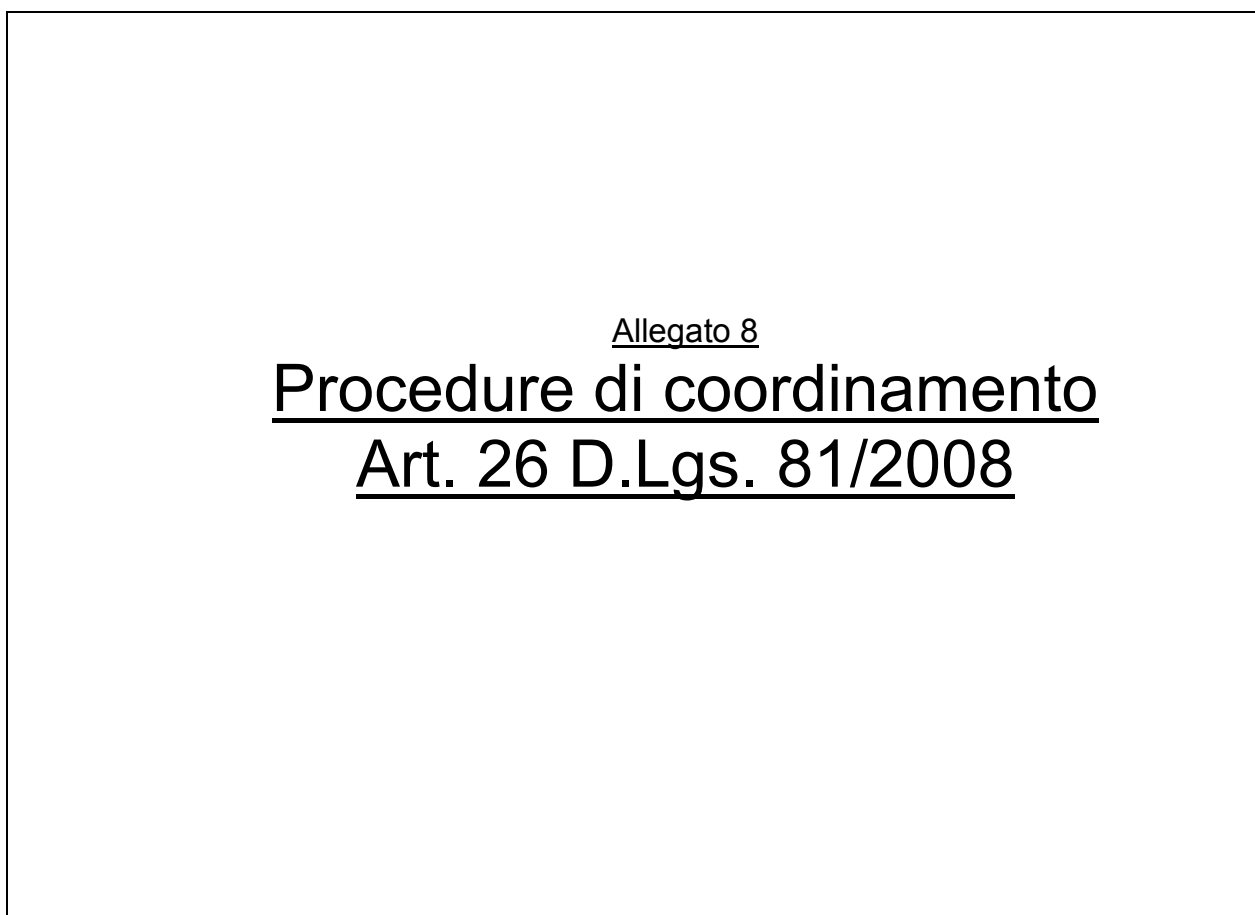 Allegato 8
Procedure di coordinamento
Art. 26 D.Lgs. 81/2008